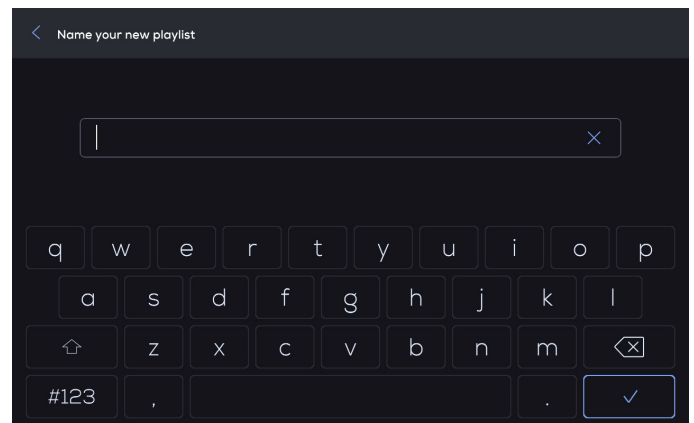 Name your new playlist
q w e r t y u i o p
a s d f g h j k l
z x c v b n m
#123 , .